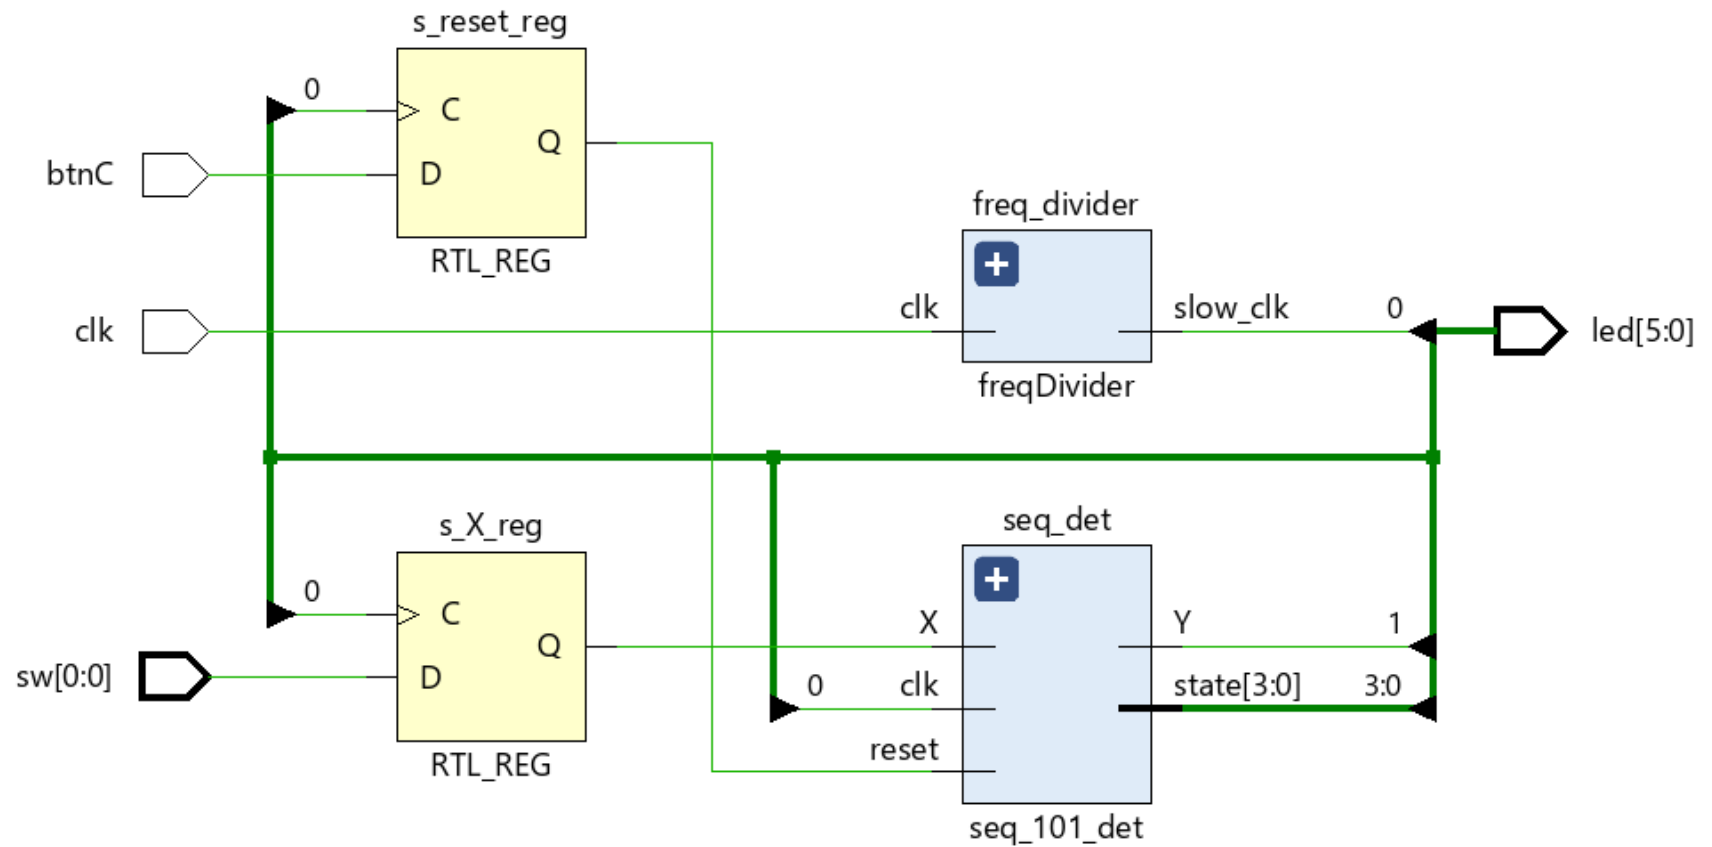 s_reset_reg
0
C
Q
btnC
D
RTL_REG
freq_divider
clk
clk
slow_clk
0
led[5:0]
freqDivider
s_X_reg
seq_det
0
C
Q
X
Y
1
sw[0:0]
D
0
clk
state[3:0]
3:0
reset
RTL_REG
seq_101_det